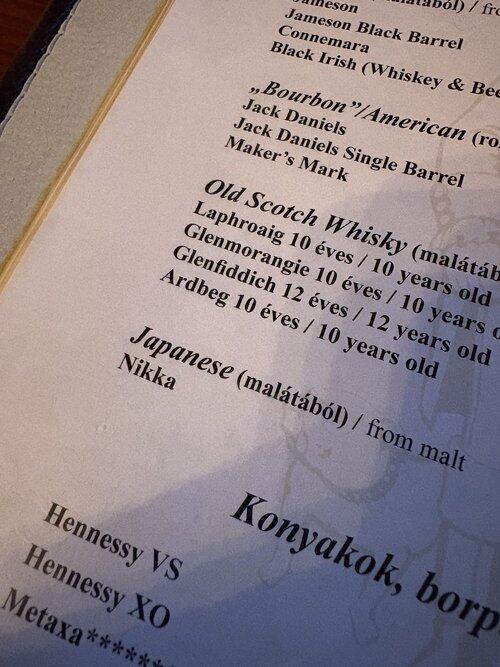 Jameson
Jameson Black Barrel
Connemara
Black Irish (Whiskey &
„Bourbon”/American
Jack Daniels
Jack Daniels Single Barrel
Maker's Mark
Old Scotch Whisky
Laphroaig 10 éves / 10 years old
Glenmorangie 10 éves / 10 years
Glenfiddich 12 éves / 12 years old
Ardbeg 10 éves / 10 years old
Japanese (malátából) / from malt
Nikka
Konyakok,
Hennessy VS
Hennessy XO
Metaxa*******